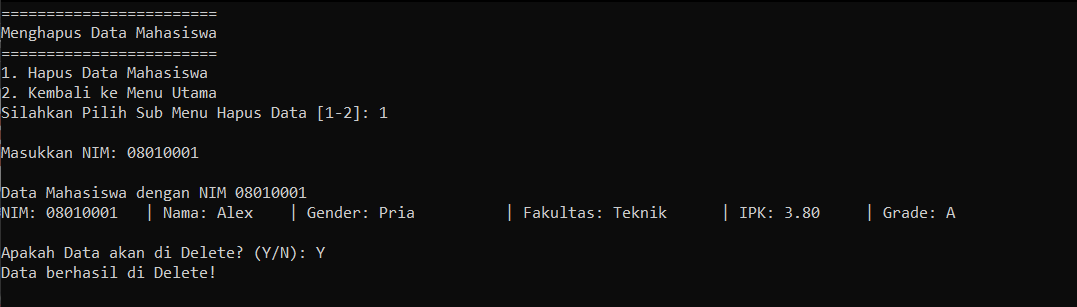 ========================
Menghapus Data Mahasiswa
========================
1. Hapus Data Mahasiswa
2. Kembali ke Menu Utama
Silahkan Pilih Sub Menu Hapus Data [1-2]: 1
Masukkan NIM: 08010001
Data Mahasiswa dengan NIM 08010001
NIM: 08010001   | Nama: Alex    | Gender: Pria          | Fakultas: Teknik      | IPK: 3.80     | Grade: A
Apakah Data akan di Delete? (Y/N): Y
Data berhasil di Delete!